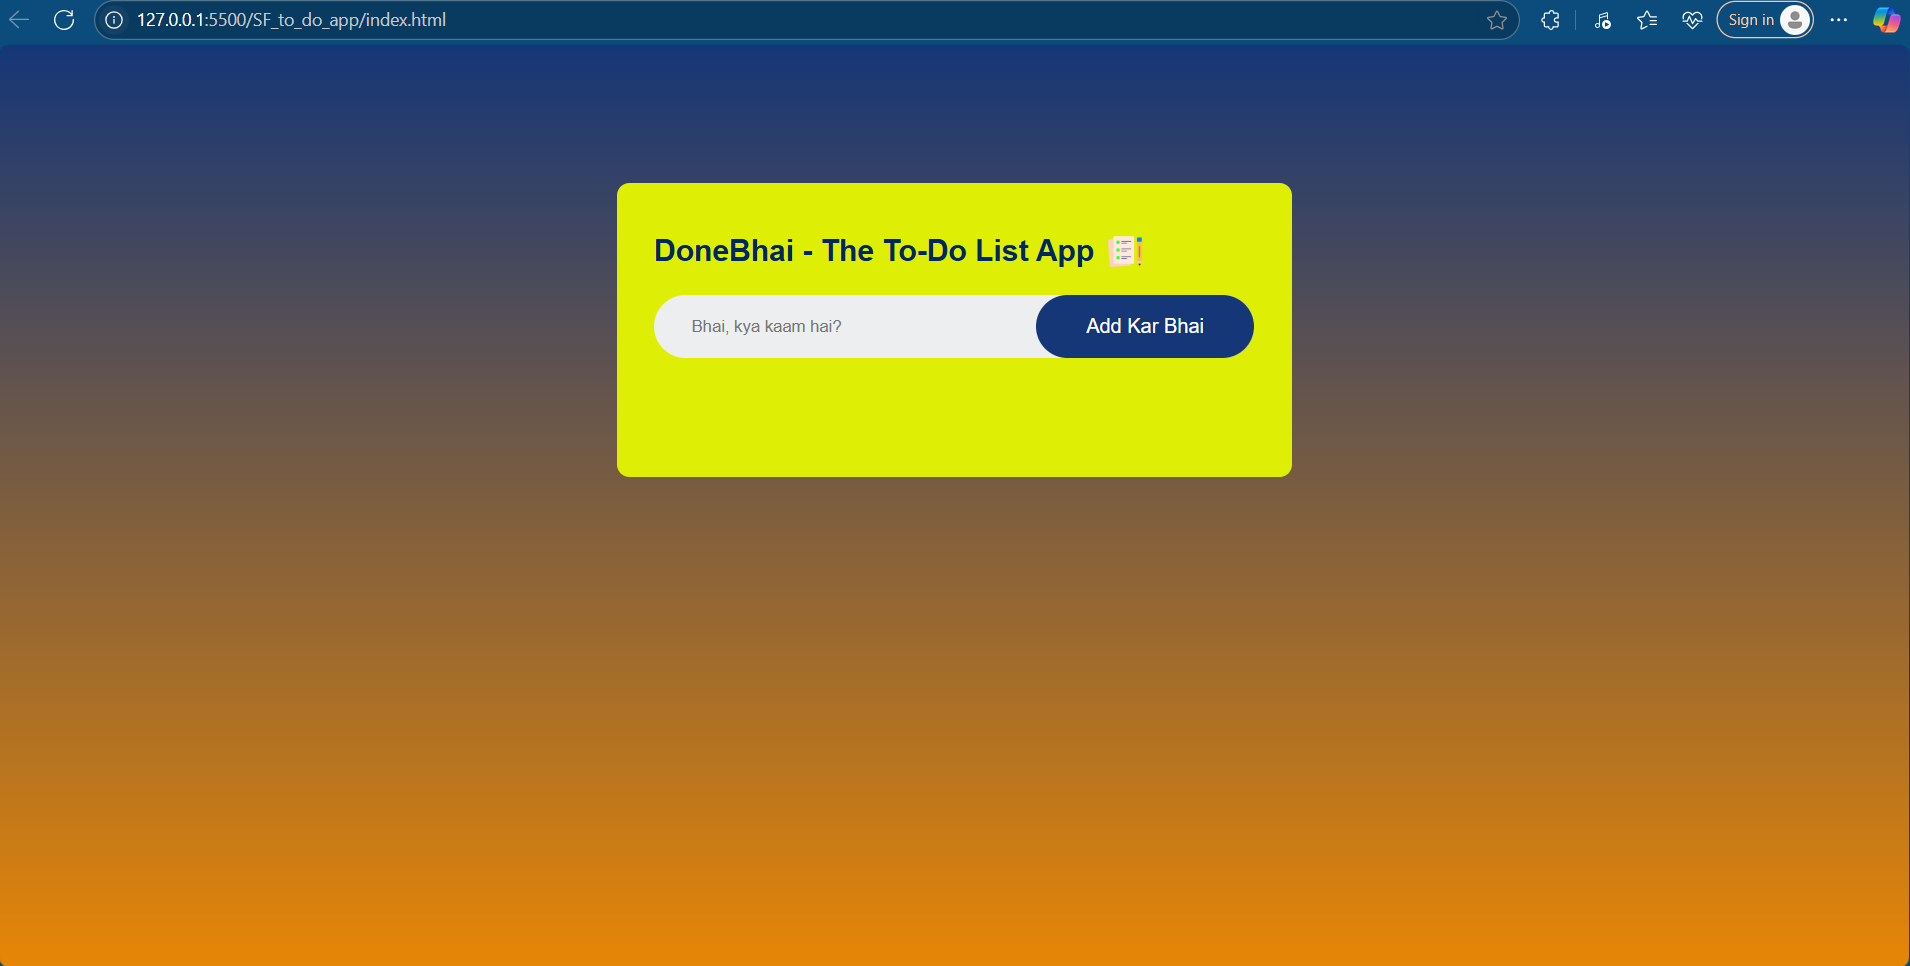 127.0.0.1:5500/SF_to_do_app/index.html
Sign in
DoneBhai - The To-Do List App
Bhai, kya kaam hai?
Add Kar Bhai